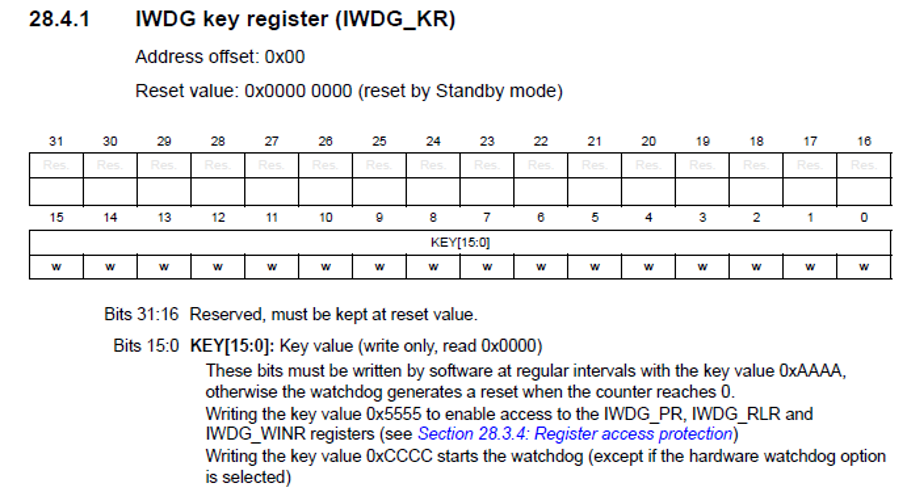 28.4.1 IWDG key register (IWDG_KR)
Address offset: 0x00
Reset value: 0x0000 0000 (reset by Standby mode)
31 30 29 28 27 26 25 24 23 22 21 20 19 18 17 16
Res. Res. Res. Res. Res. Res. Res. Res. Res. Res. Res. Res. Res. Res. Res. Res.
15 14 13 12 11 10 9 8 7 6 5 4 3 2 1 0
KEY[15:0]
w w w w w w w w w w w w w w w w
Bits 31:16 Reserved, must be kept at reset value.
Bits 15:0 KEY[15:0]: Key value (write only, read 0x0000)
These bits must be written by software at regular intervals with the key value 0xAAAA,
otherwise the watchdog generates a reset when the counter reaches 0.
Writing the key value 0x5555 to enable access to the IWDG_PR, IWDG_RLR and
IWDG_WINR registers (see Section 28.3.4: Register access protection)
Writing the key value 0xCCCC starts the watchdog (except if the hardware watchdog option
is selected)